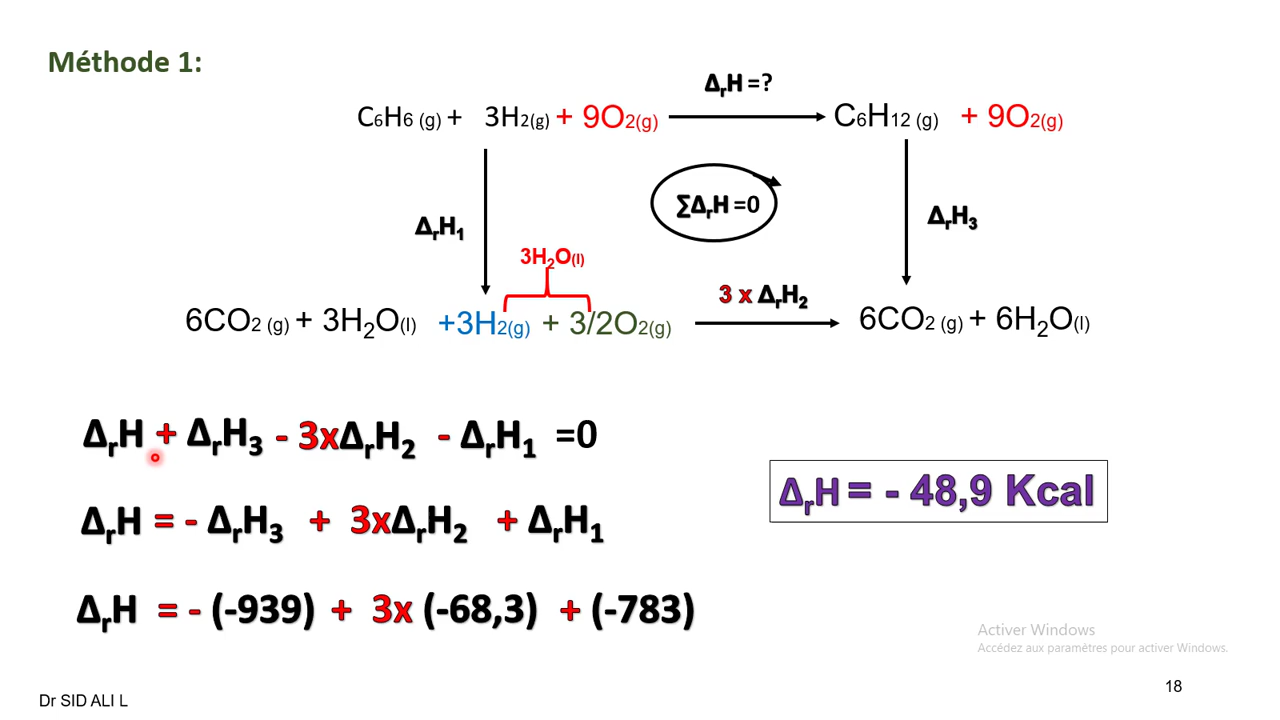 Méthode 1:
ΔrH =?
C6H6 (g) + 3H2(g) + 9O2(g)
C6H12 (g) + 9O2(g)
∑ΔrH =0
ΔrH1
ΔrH3
3H2O(l)
3 x ΔrH2
6CO2 (g) + 3H2O(l) +3H2(g) + 3/2O2(g)
6CO2 (g) + 6H2O(l)
ΔrH + ΔrH3 - 3xΔrH2 - ΔrH1 =0
ΔrH = - 48,9 Kcal
ΔrH = - ΔrH3 + 3xΔrH2 + ΔrH1
ΔrH = - (-939) + 3x (-68,3) + (-783)
Activer Windows
Accédez aux paramètres pour activer Windows.
18
Dr SID ALI L